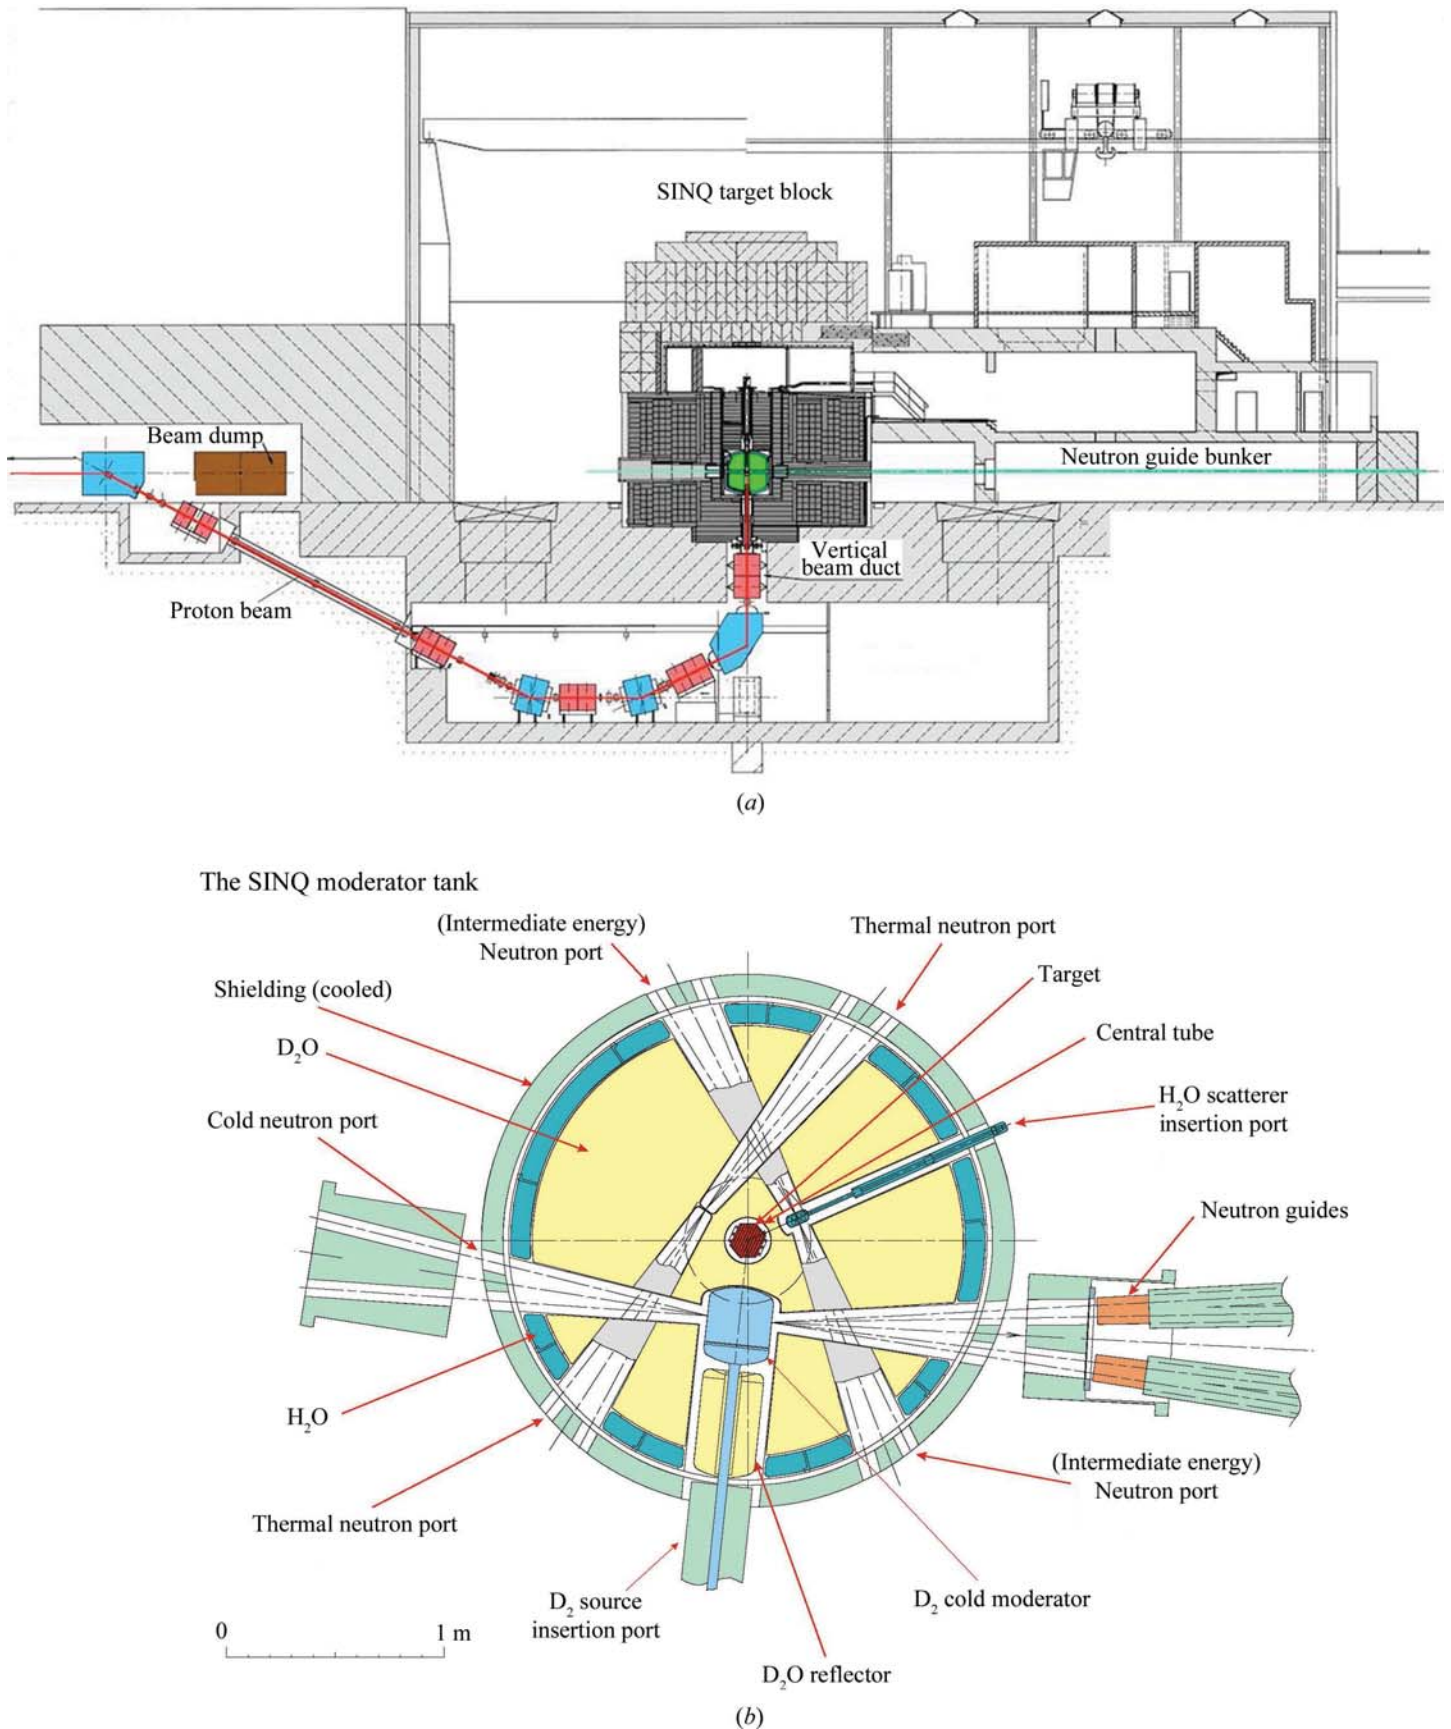 SINQ target block
Beam dump
Neutron guide bunker
Vertical
beam duct
Proton beam
(a)
The SINQ moderator tank
(Intermediate energy)
Neutron port
Thermal neutron port
Shielding (cooled)
Target
D₂O
Central tube
Cold neutron port
H₂O scatterer
insertion port
Neutron guides
H₂O
(Intermediate energy)
Neutron port
Thermal neutron port
D₂ source
insertion port
D₂ cold moderator
0 1 m
D₂O reflector
(b)